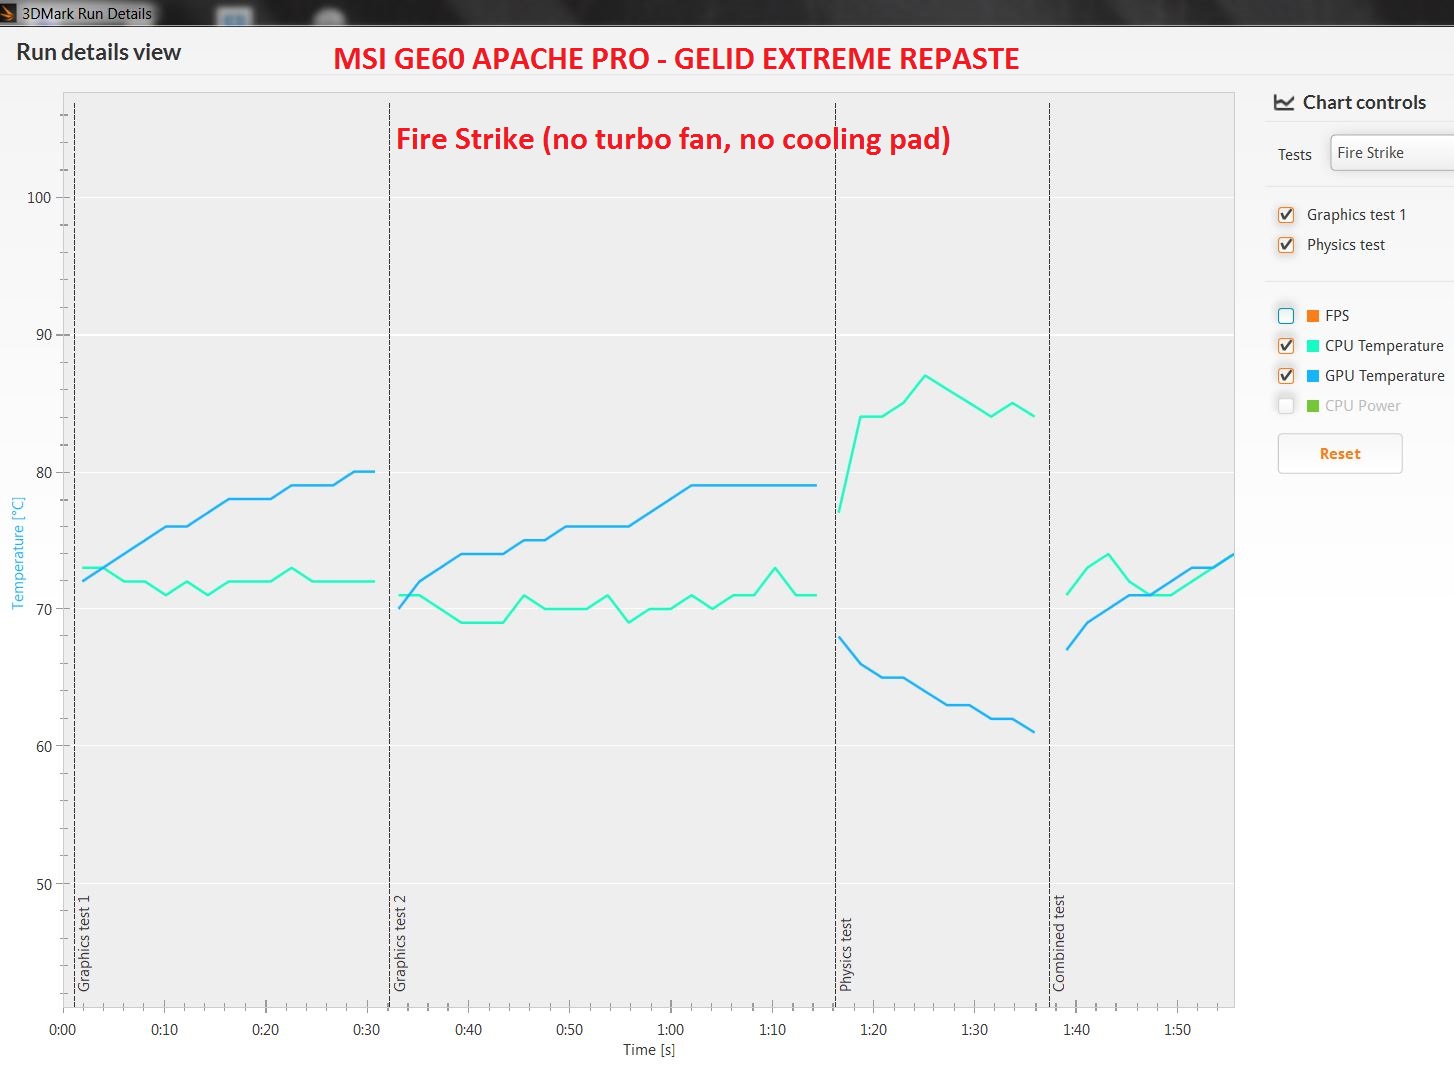 3DMark Run Details
Run details view
MSI GE60 APACHE PRO - GELID EXTREME REPASTE
Fire Strike (no turbo fan, no cooling pad)
100
90
80
70
60
50
Temperature [°C]
Graphics test 1
Graphics test 2
Physics test
Combined test
0:00 0:10 0:20 0:30 0:40 0:50 1:00 1:10 1:20 1:30 1:40 1:50
Time [s]
Chart controls
Tests Fire Strike
Graphics test 1
Physics test
FPS
CPU Temperature
GPU Temperature
CPU Power
Reset